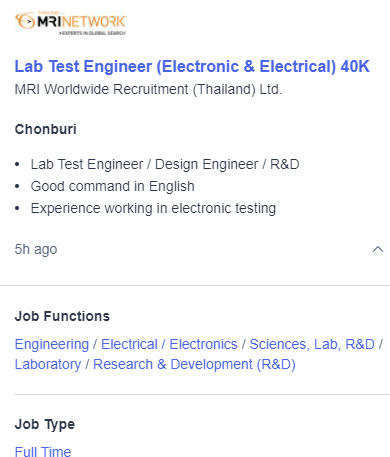 THAILAND
MRINETWORK
EXPERTS IN GLOBAL SEARCH
Lab Test Engineer (Electronic & Electrical) 40K
MRI Worldwide Recruitment (Thailand) Ltd.
Chonburi
• Lab Test Engineer / Design Engineer / R&D
• Good command in English
• Experience working in electronic testing
5h ago
Job Functions
Engineering / Electrical / Electronics / Sciences, Lab, R&D /
Laboratory / Research & Development (R&D)
Job Type
Full Time